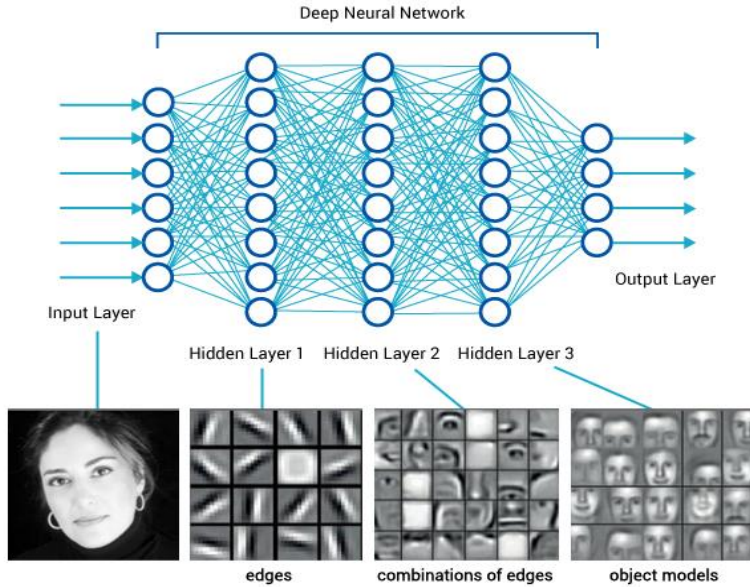 Deep Neural Network
Input Layer
Output Layer
Hidden Layer 1
Hidden Layer 2
Hidden Layer 3
edges
combinations of edges
object models